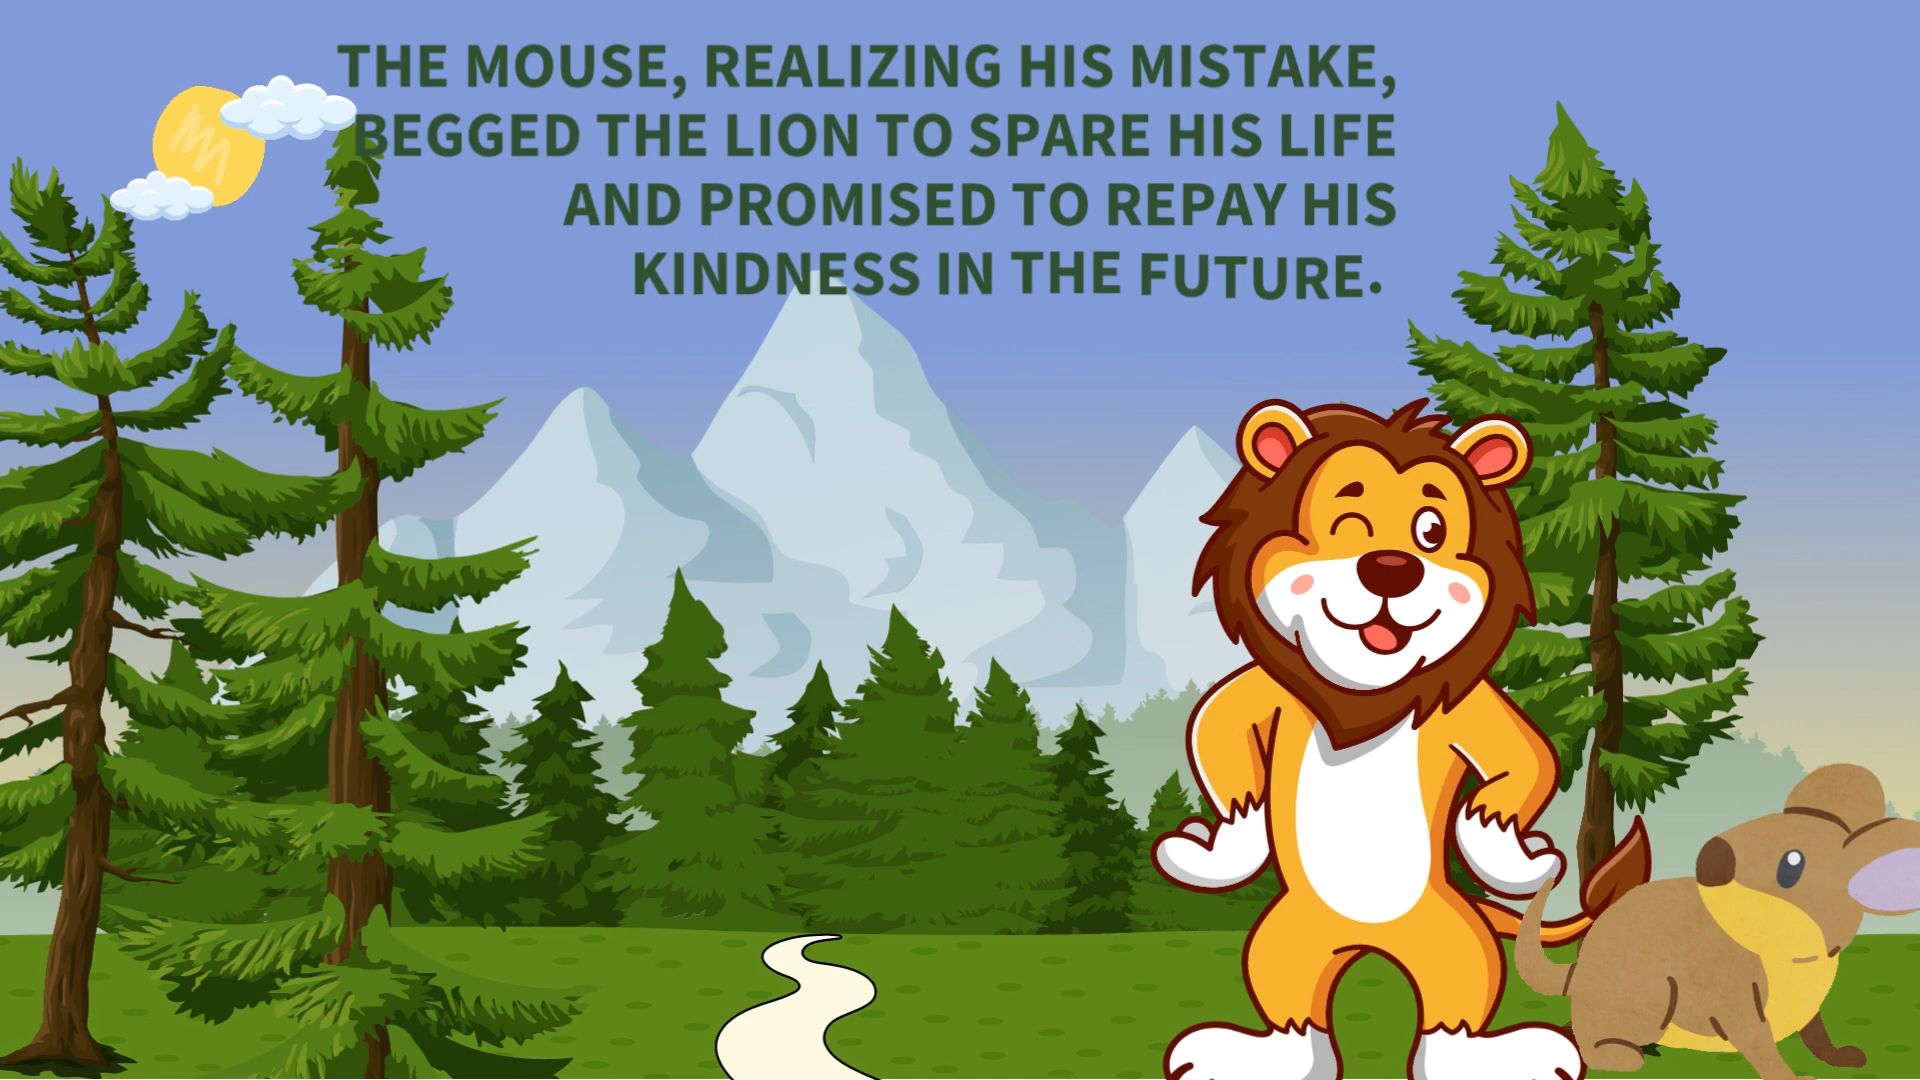 THE MOUSE, REALIZING HIS MISTAKE,
BEGGED THE LION TO SPARE HIS LIFE
AND PROMISED TO REPAY HIS
KINDNESS IN THE FUTURE.